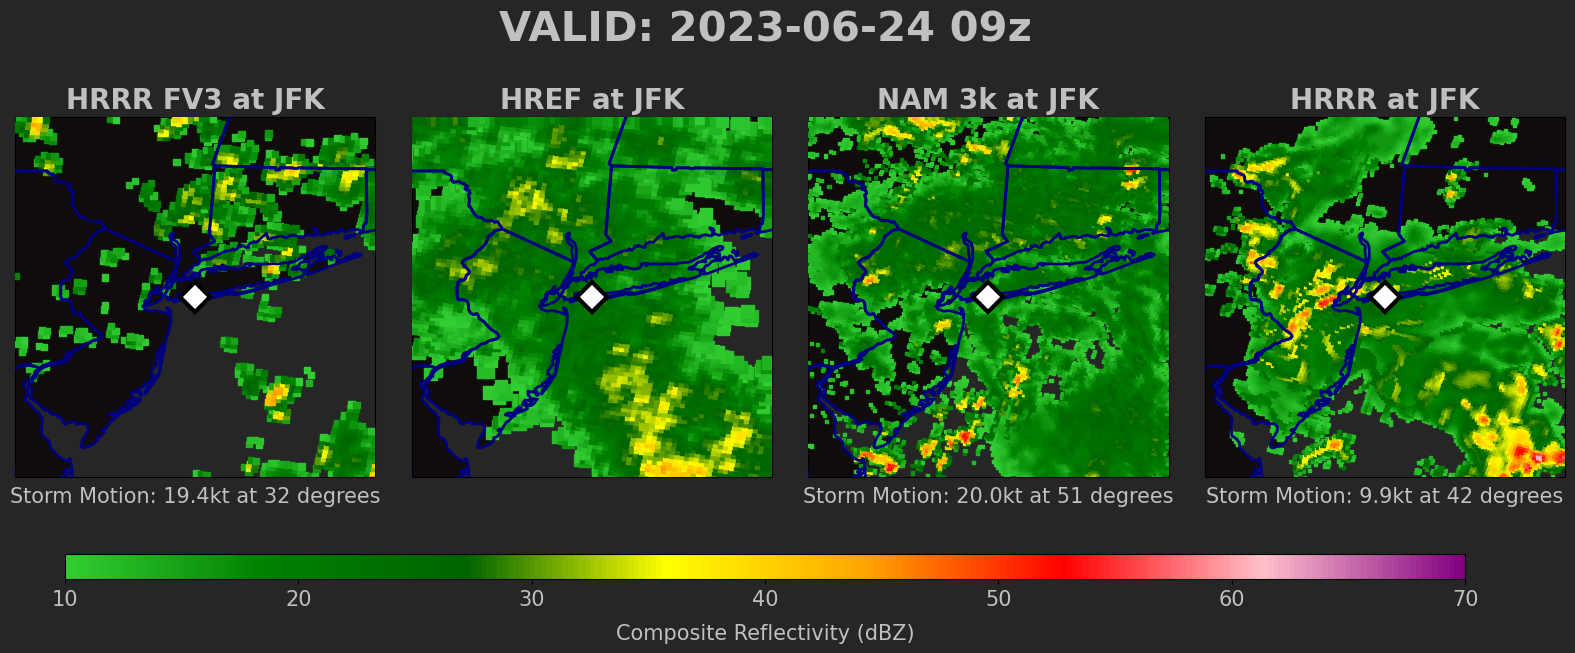 VALID: 2023-06-24 09z
HRRR FV3 at JFK
HREF at JFK
NAM 3k at JFK
HRRR at JFK
Storm Motion: 19.4kt at 32 degrees
Storm Motion: 20.0kt at 51 degrees
Storm Motion: 9.9kt at 42 degrees
10 20 30 40 50 60 70
Composite Reflectivity (dBZ)